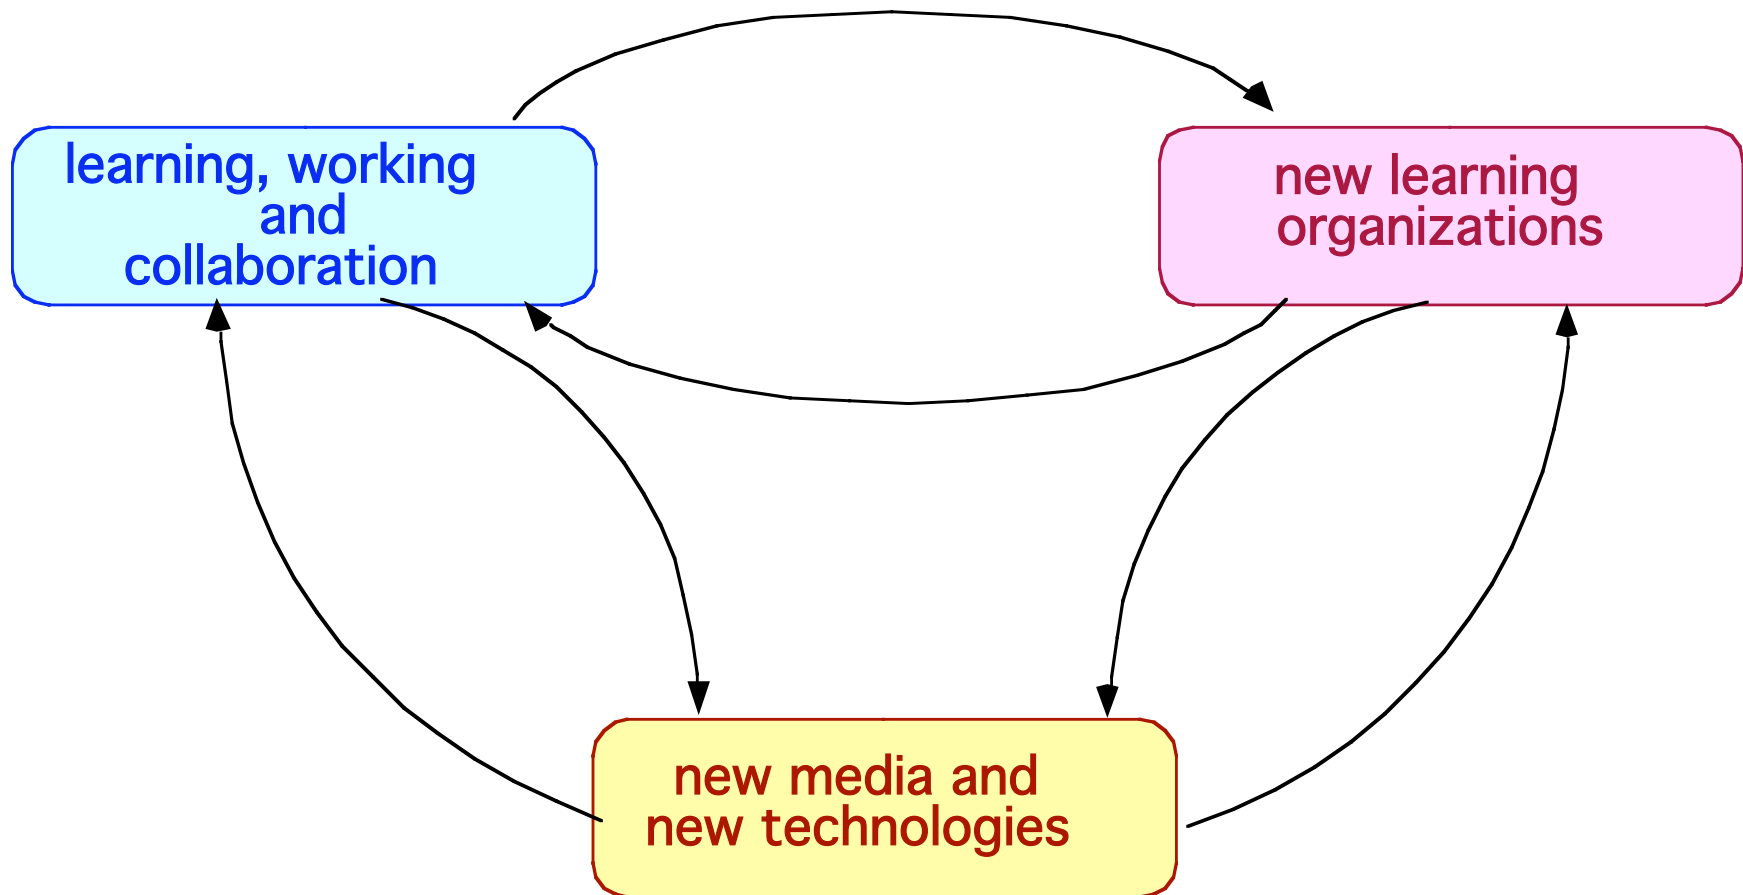 learning, working
and
collaboration
new learning
organizations
new media and
new technologies